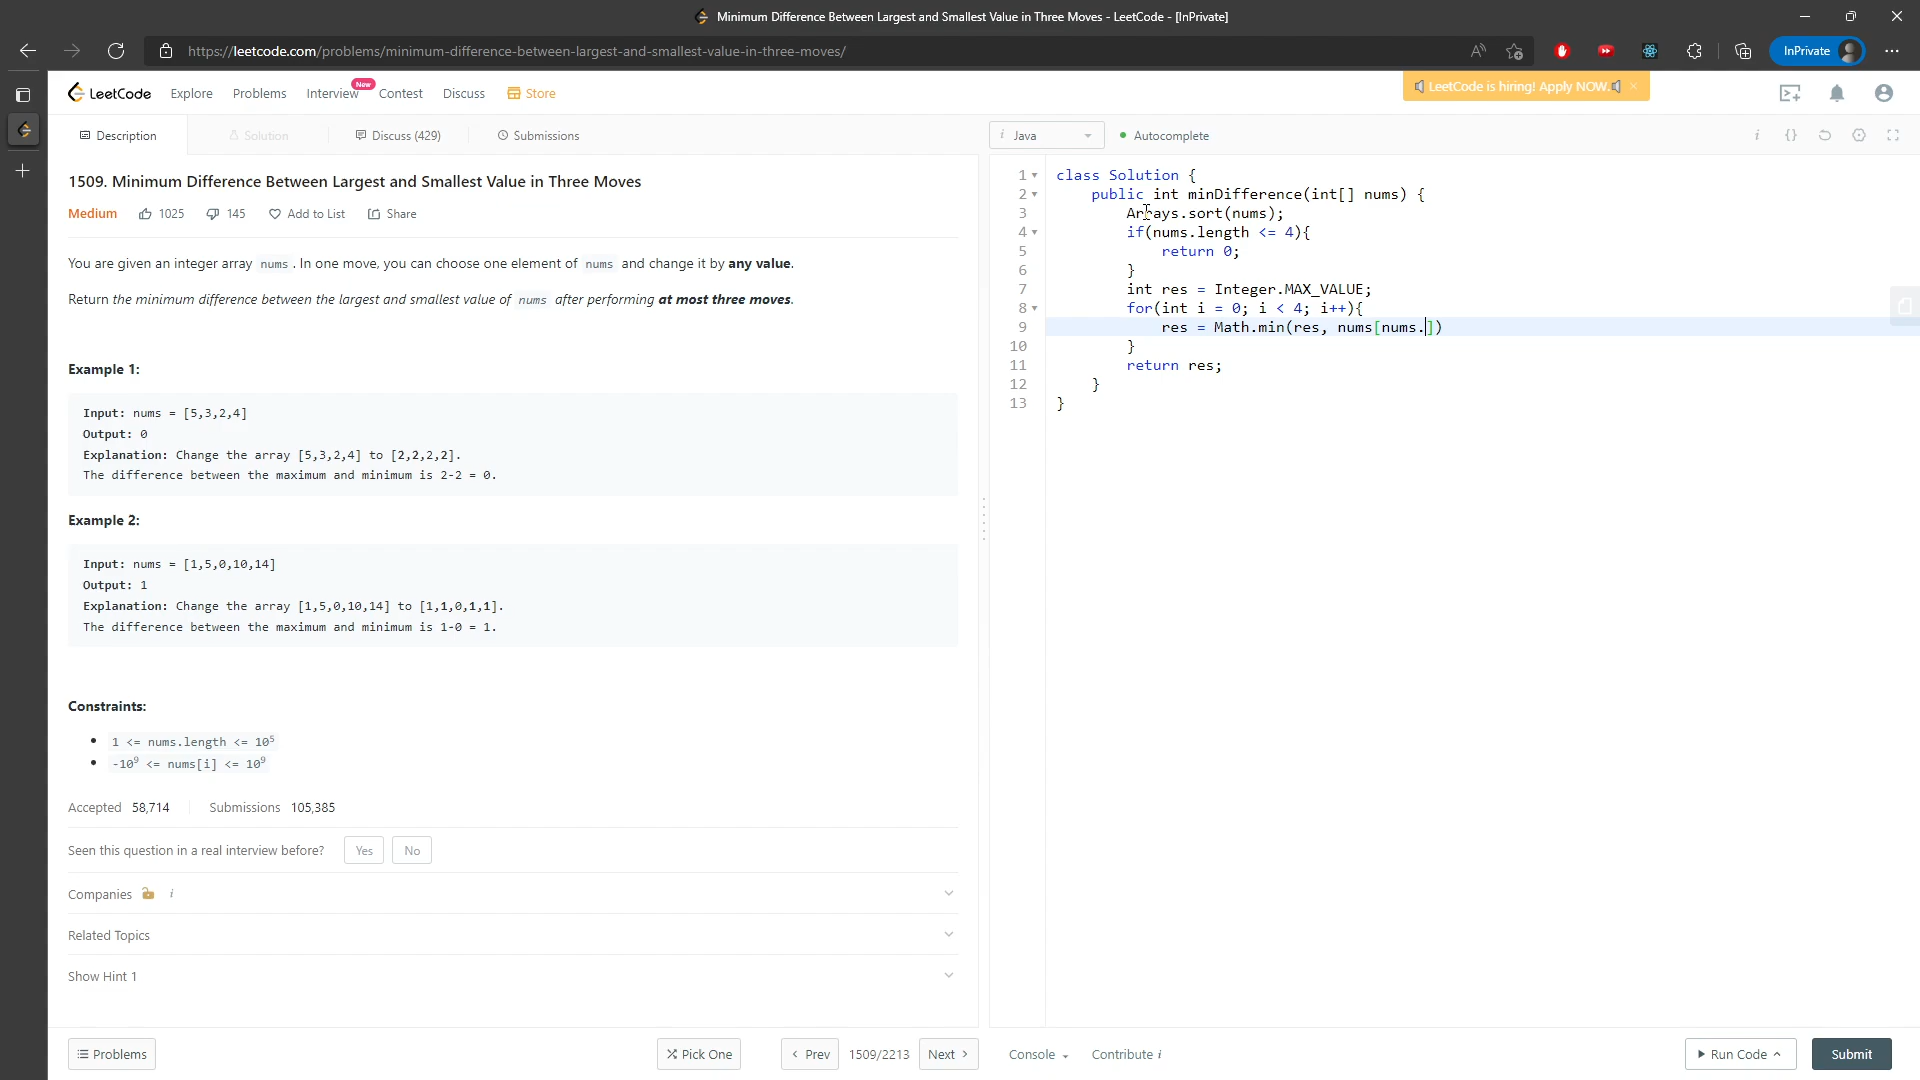 Minimum Difference Between Largest and Smallest Value in Three Moves - LeetCode - [InPrivate]
https://leetcode.com/problems/minimum-difference-between-largest-and-smallest-value-in-three-moves/
InPrivate
LeetCode Explore Problems Interview New Contest Discuss Store
LeetCode is hiring! Apply NOW.
Description Solution Discuss (429) Submissions
i Java Autocomplete
1509. Minimum Difference Between Largest and Smallest Value in Three Moves
Medium 1025 145 Add to List Share
You are given an integer array nums. In one move, you can choose one element of nums and change it by any value.
Return the minimum difference between the largest and smallest value of nums after performing at most three moves.
Example 1:
Input: nums = [5,3,2,4]
Output: 0
Explanation: Change the array [5,3,2,4] to [2,2,2,2].
The difference between the maximum and minimum is 2-2 = 0.
Example 2:
Input: nums = [1,5,0,10,14]
Output: 1
Explanation: Change the array [1,5,0,10,14] to [1,1,0,1,1].
The difference between the maximum and minimum is 1-0 = 1.
Constraints:
1 <= nums.length <= 10⁵
-10⁹ <= nums[i] <= 10⁹
Accepted 58,714 Submissions 105,385
Seen this question in a real interview before? Yes No
Companies i
Related Topics
Show Hint 1
1 class Solution {
2 public int minDifference(int[] nums) {
3 Arrays.sort(nums);
4 if(nums.length <= 4){
5 return 0;
6 }
7 int res = Integer.MAX_VALUE;
8 for(int i = 0; i < 4; i++){
9 res = Math.min(res, nums[nums.])
10 }
11 return res;
12 }
13 }
Problems Pick One < Prev 1509/2213 Next > Console Contribute i Run Code Submit